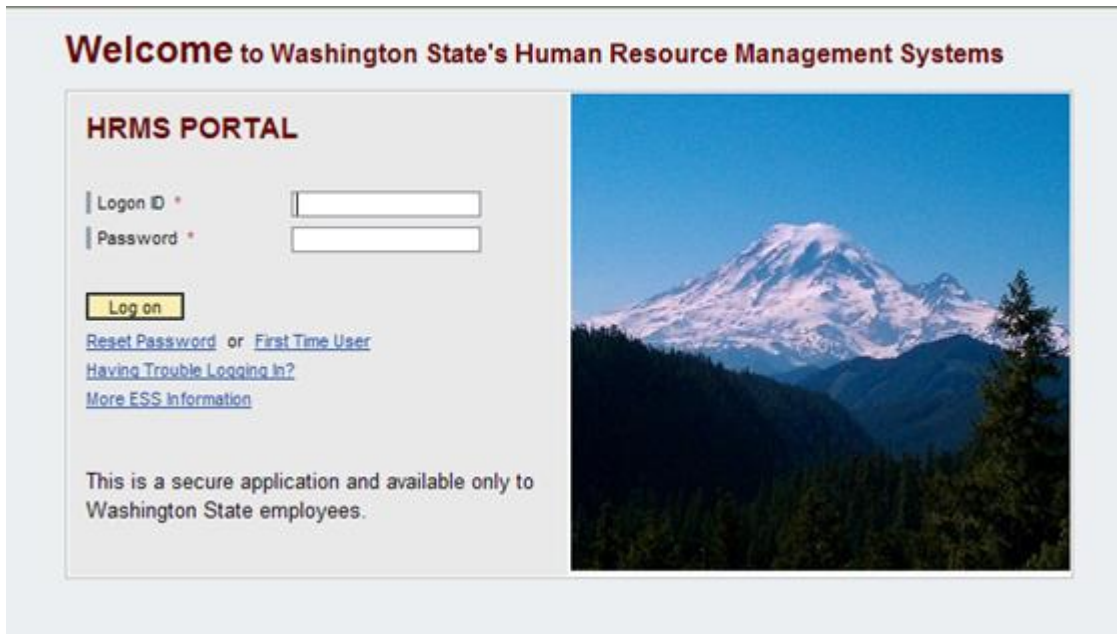 Welcome to Washington State's Human Resource Management Systems
HRMS PORTAL
Logon ID *
Password *
Log on
Reset Password or First Time User
Having Trouble Logging In?
More ESS Information
This is a secure application and available only to
Washington State employees.